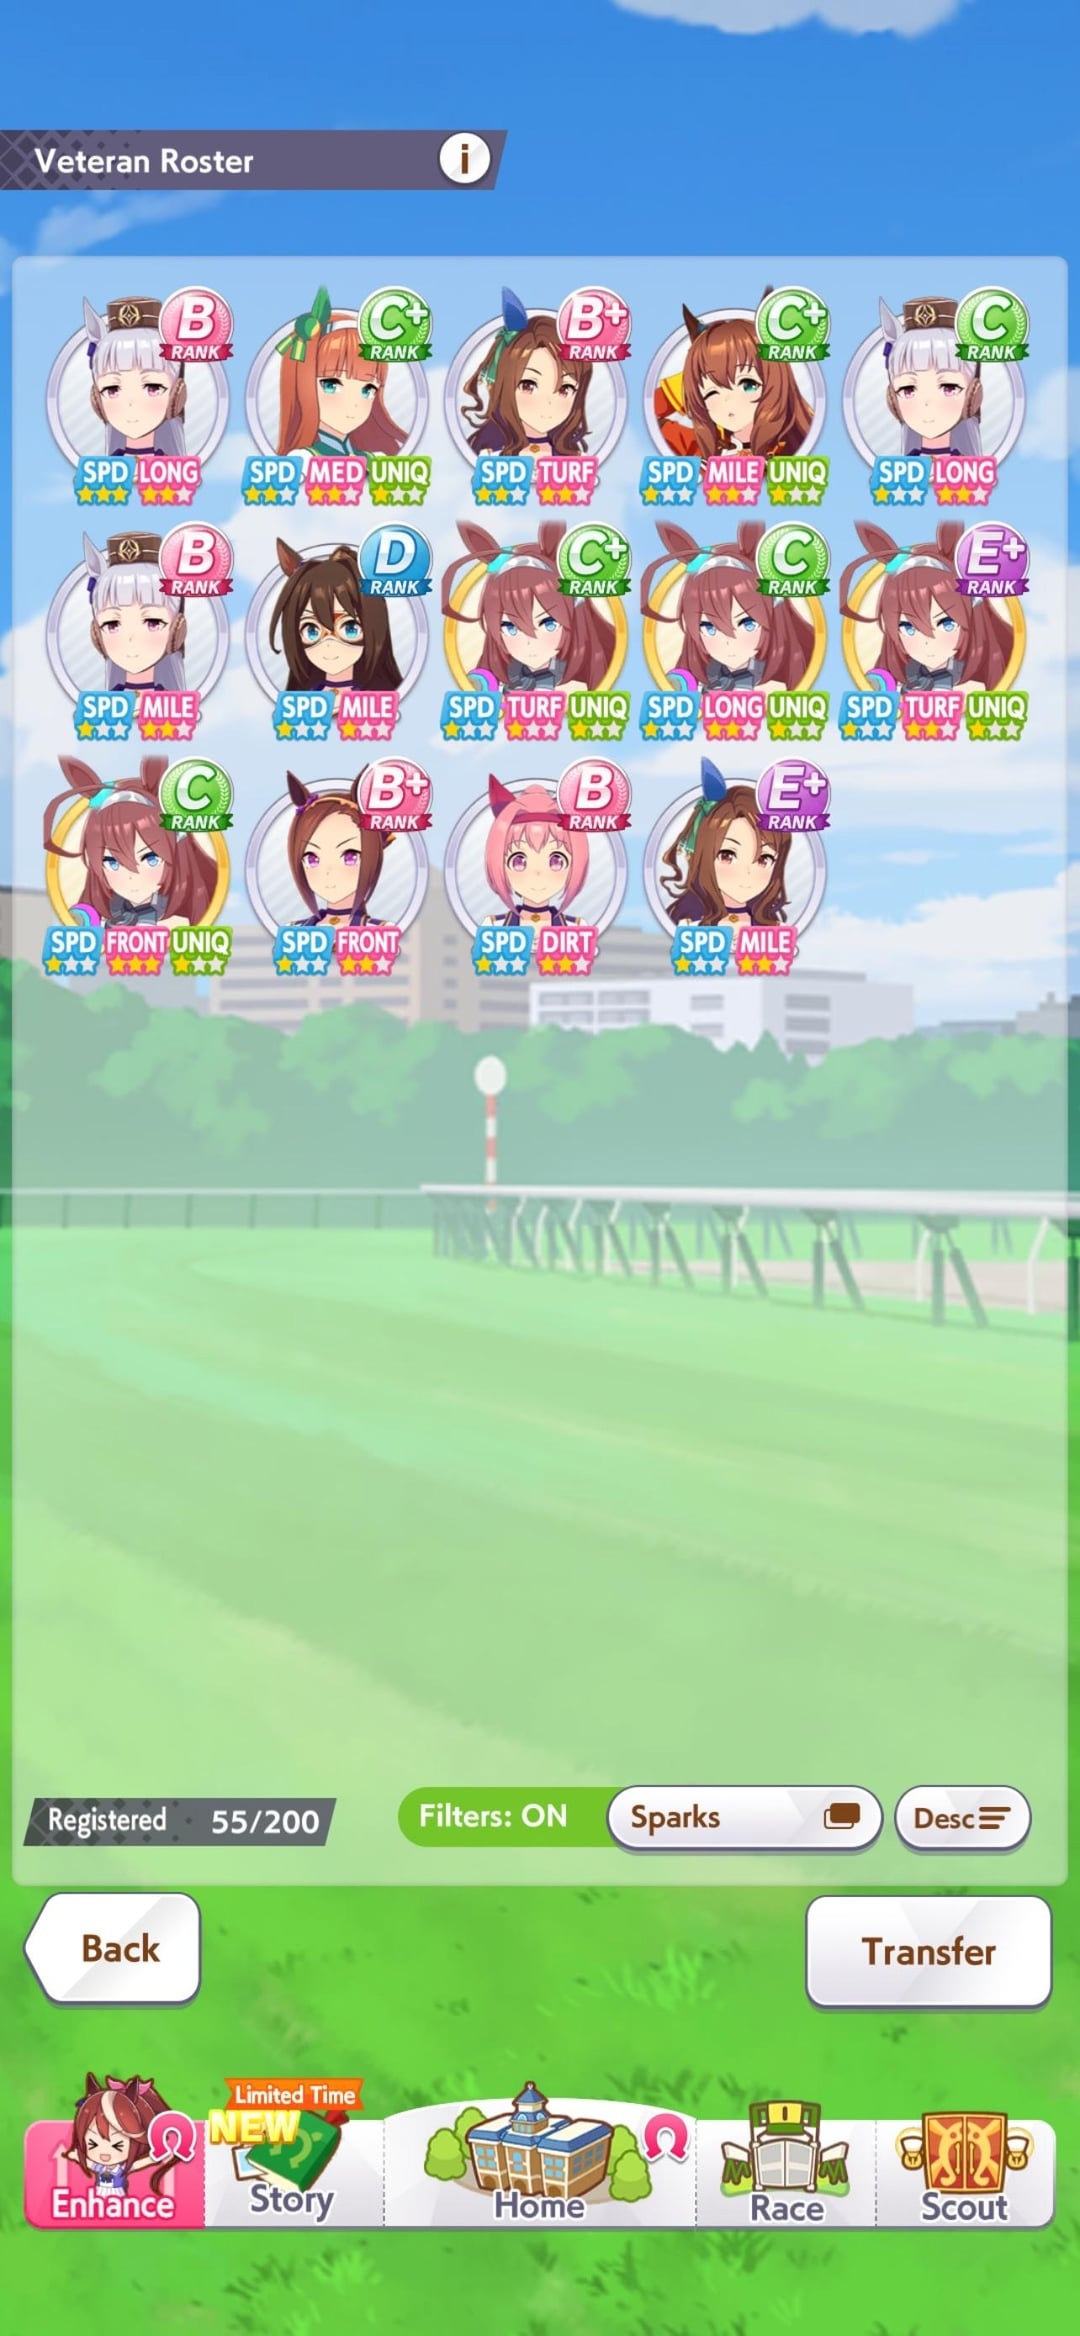 Veteran Roster i
B RANK C+ RANK B+ RANK C+ RANK C RANK
SPD LONG SPD MED UNIQ SPD TURF SPD MILE UNIQ SPD LONG
B RANK D RANK C+ RANK C RANK E+ RANK
SPD MILE SPD MILE SPD TURF UNIQ SPD LONG UNIQ SPD TURF UNIQ
C RANK B+ RANK B RANK E+ RANK
SPD FRONT UNIQ SPD FRONT SPD DIRT SPD MILE
Registered 55/200 Filters: ON Sparks Desc
Back Transfer
Limited Time
NEW
Enhance Story Home Race Scout